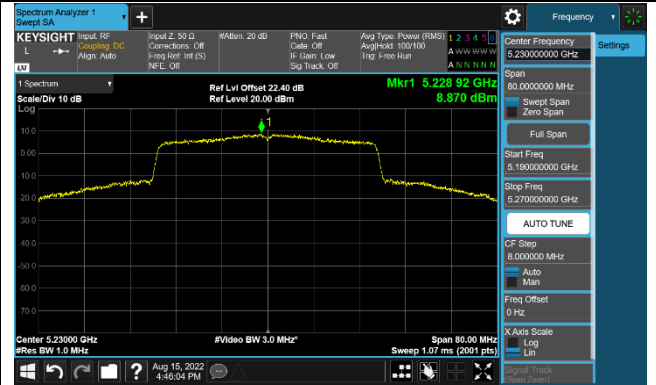 Spectrum Analyzer 1
Swept SA
+
Frequency
KEYSIGHT
L
LXI
Input: RF
Coupling: DC
Align: Auto
Input Z: 50 Ω
Corrections: Off
Freq Ref: Int (S)
NFE: Off
#Atten: 20 dB
PNO: Fast
Gate: Off
IF Gain: Low
Sig Track: Off
Avg Type: Power (RMS)
Avg|Hold: 100/100
Trig: Free Run
1 2 3 4 5 6
A W W W W W
A N N N N N
1 Spectrum
Scale/Div 10 dB
Log
Ref Lvl Offset 22.40 dB
Ref Level 20.00 dBm
Mkr1 5.228 92 GHz
8.870 dBm
1
10.0
0.00
-10.0
-20.0
-30.0
-40.0
-50.0
-60.0
-70.0
Center 5.23000 GHz
#Res BW 1.0 MHz
#Video BW 3.0 MHz*
Span 80.00 MHz
Sweep 1.07 ms (2001 pts)
Center Frequency
5.230000000 GHz
Settings
Span
80.0000000 MHz
Swept Span
Zero Span
Full Span
Start Freq
5.190000000 GHz
Stop Freq
5.270000000 GHz
AUTO TUNE
CF Step
8.000000 MHz
Auto
Man
Freq Offset
0 Hz
X Axis Scale
Log
Lin
Signal Track
(Span Zoom)
?
Aug 15, 2022
4:46:04 PM